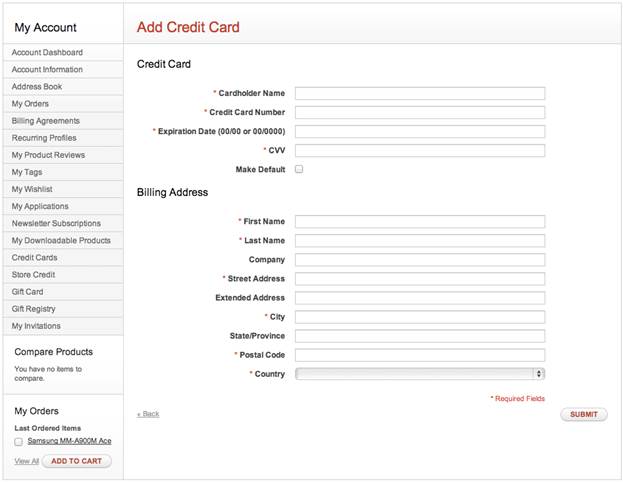 My Account
Account Dashboard
Account Information
Address Book
My Orders
Billing Agreements
Recurring Profiles
My Product Reviews
My Tags
My Wishlist
My Applications
Newsletter Subscriptions
My Downloadable Products
Credit Cards
Store Credit
Gift Card
Gift Registry
My Invitations
Compare Products
You have no items to
compare.
My Orders
Last Ordered Items
Samsung MM-A900M Ace
View All ADD TO CART
Add Credit Card
Credit Card
* Cardholder Name
* Credit Card Number
* Expiration Date (00/00 or 00/0000)
* CVV
Make Default
Billing Address
* First Name
* Last Name
Company
* Street Address
Extended Address
* City
State/Province
* Postal Code
* Country
* Required Fields
« Back SUBMIT